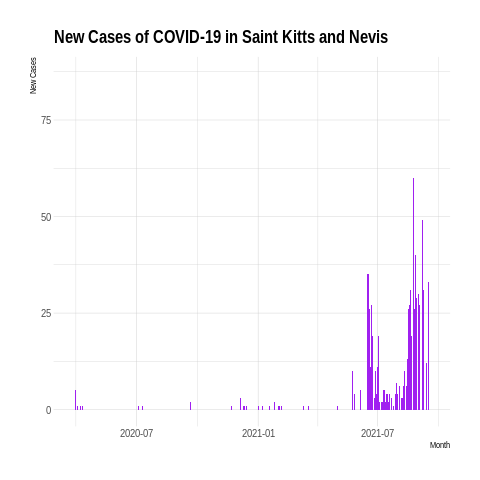 New Cases of COVID-19 in Saint Kitts and Nevis
New Cases
75
50
25
0
2020-07 2021-01 2021-07
Month